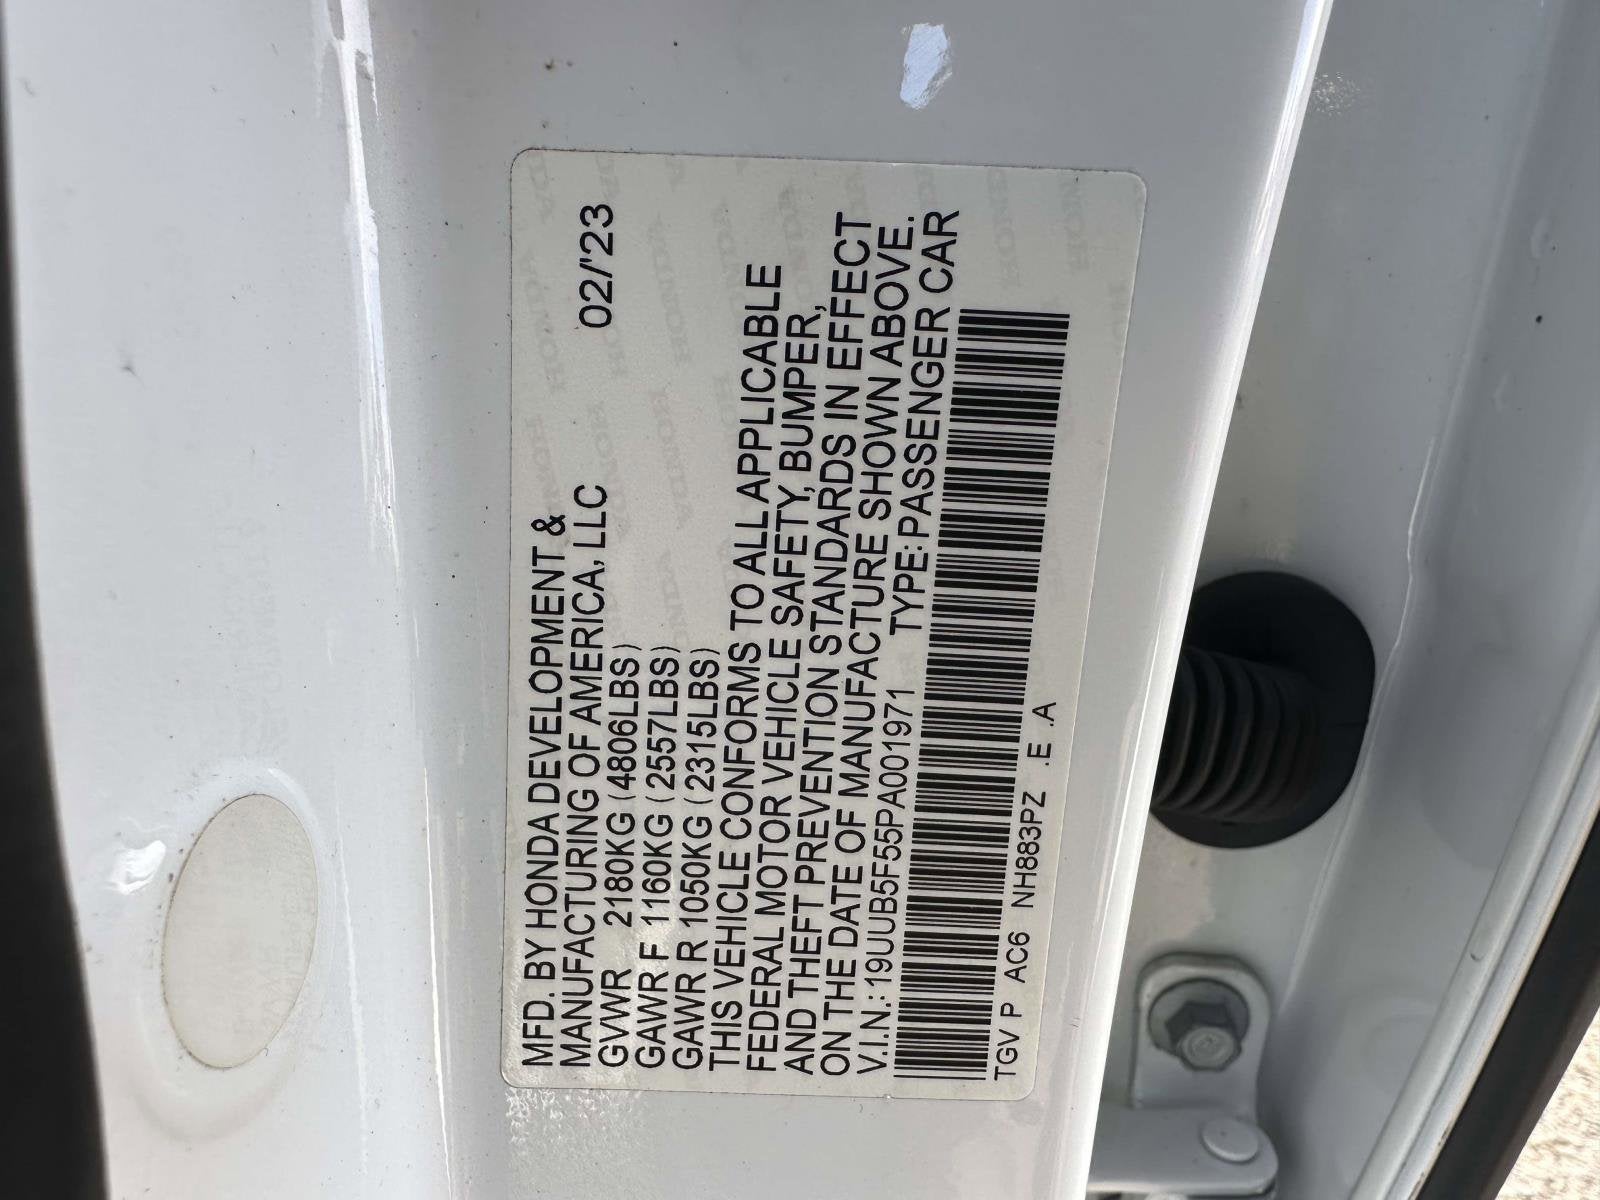 MFD. BY HONDA DEVELOPMENT &
MANUFACTURING OF AMERICA, LLC 02/'23
GVWR 2180KG (4806LBS)
GAWR F 1160KG (2557LBS)
GAWR R 1050KG (2315LBS)
THIS VEHICLE CONFORMS TO ALL APPLICABLE
FEDERAL MOTOR VEHICLE SAFETY, BUMPER,
AND THEFT PREVENTION STANDARDS IN EFFECT
ON THE DATE OF MANUFACTURE SHOWN ABOVE.
V.I.N.: 19UUB5F55PA001971 TYPE: PASSENGER CAR
TGV P AC6 NH883PZ .E .A